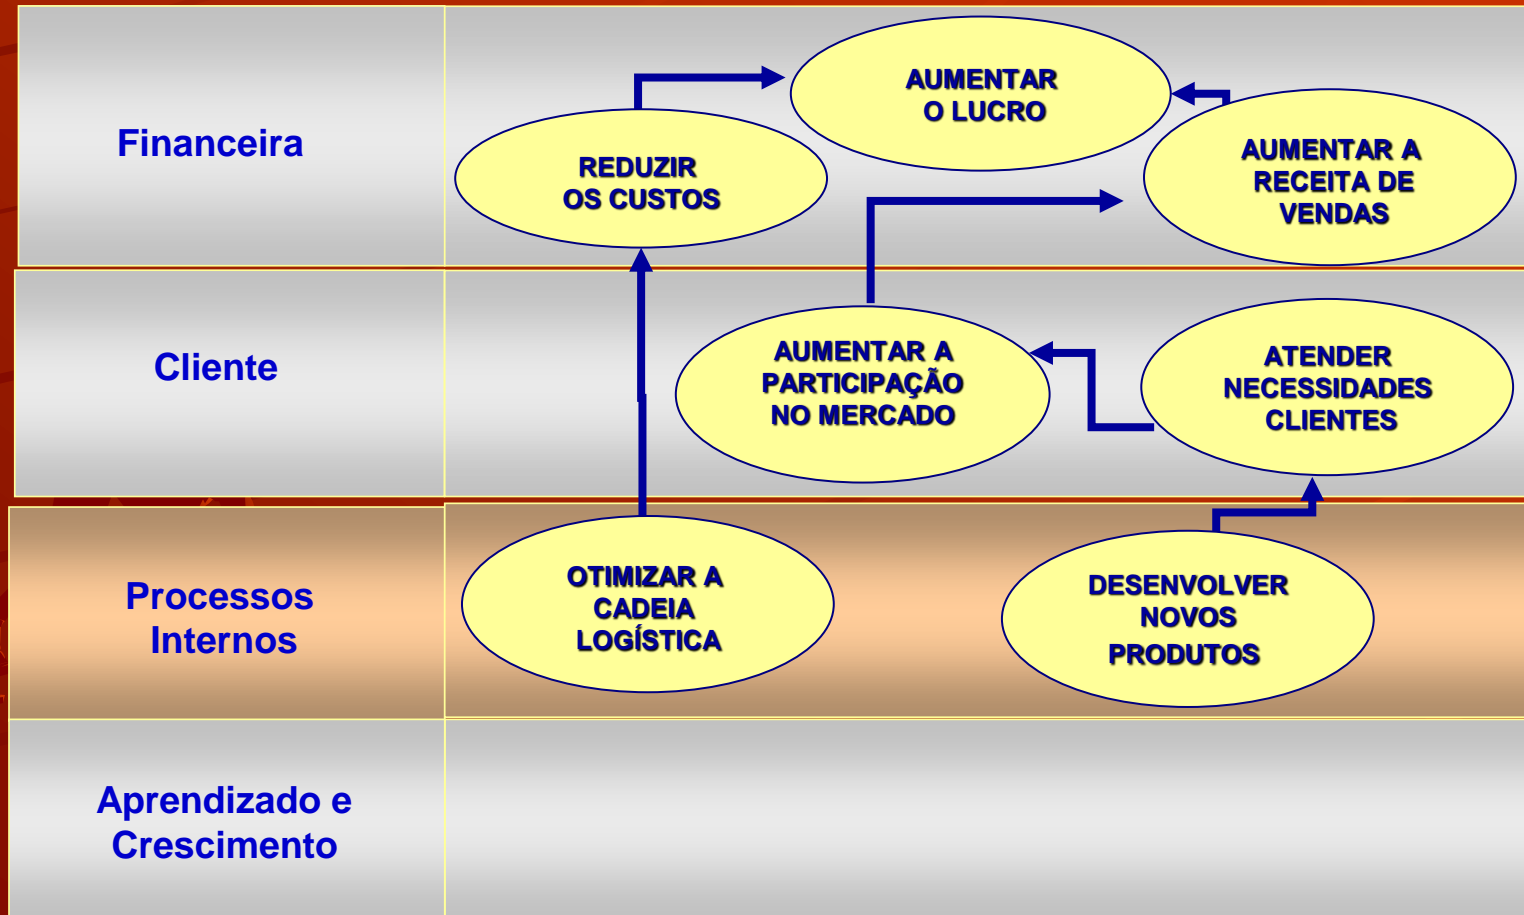 Financeira
AUMENTAR
O LUCRO
REDUZIR
OS CUSTOS
AUMENTAR A
RECEITA DE
VENDAS
Cliente
AUMENTAR A
PARTICIPAÇÃO
NO MERCADO
ATENDER
NECESSIDADES
CLIENTES
Processos
Internos
OTIMIZAR A
CADEIA
LOGÍSTICA
DESENVOLVER
NOVOS
PRODUTOS
Aprendizado e
Crescimento